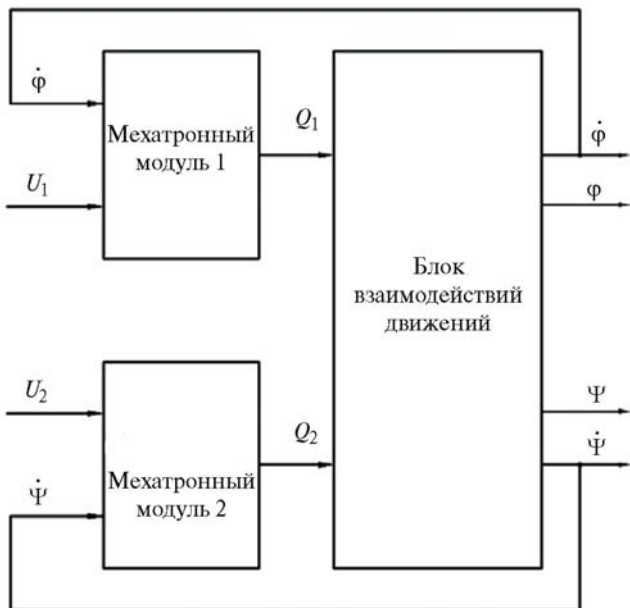 φ̇
Мехатронный
модуль 1
U₁
Q₁
φ̇
φ
Блок
взаимодействий
движений
U₂
Ψ̇
Мехатронный
модуль 2
Q₂
Ψ
Ψ̇